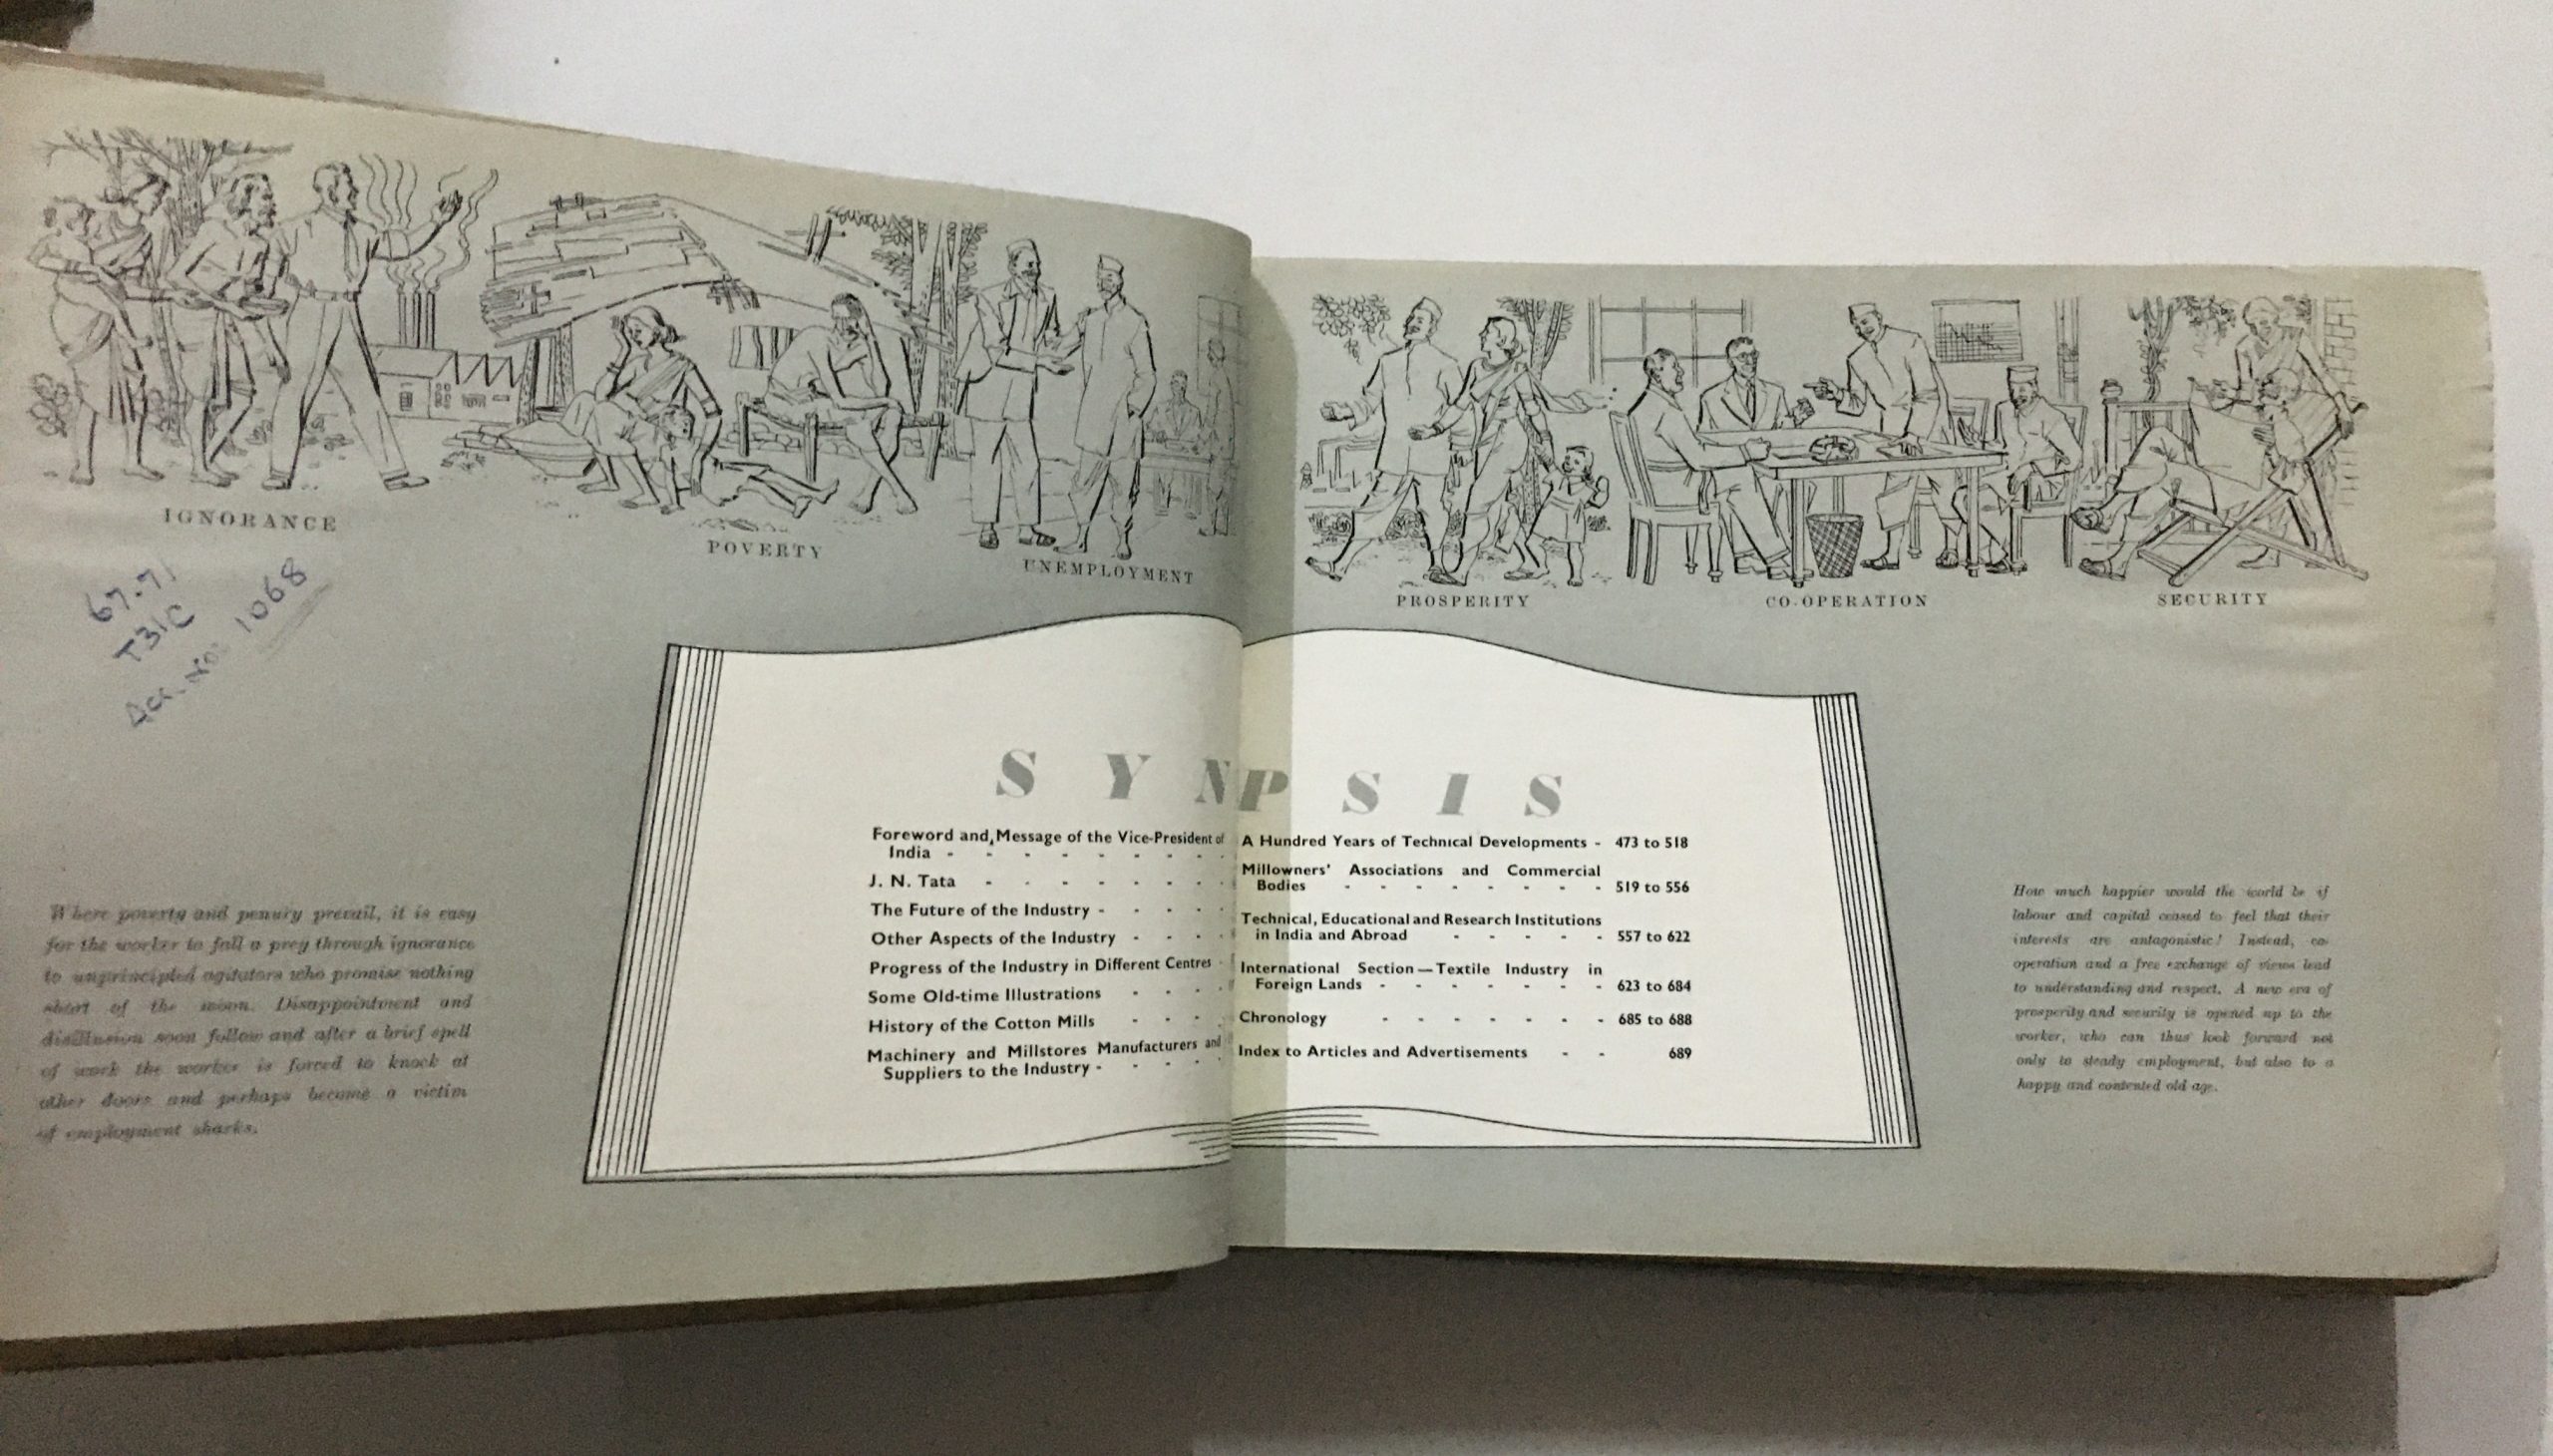 IGNORANCE
POVERTY
UNEMPLOYMENT
67.71
T31C
Acc. No. 1068
Where poverty and penury prevail, it is easy
for the worker to fall a prey through ignorance
to unprincipled agitators who promise nothing
short of the moon. Disappointment and
disillusion soon follow and after a brief spell
of work the worker is forced to knock at
other doors and perhaps become a victim
of employment sharks.
PROSPERITY
CO-OPERATION
SECURITY
S Y N P S I S
Foreword and Message of the Vice-President of
India - - - - - - - -
J. N. Tata - - - - - - -
The Future of the Industry - - - -
Other Aspects of the Industry - - - -
Progress of the Industry in Different Centres -
Some Old-time Illustrations - - - -
History of the Cotton Mills - - - -
Machinery and Millstores Manufacturers and
Suppliers to the Industry - - - - -
A Hundred Years of Technical Developments - 473 to 518
Millowners' Associations and Commercial
Bodies - - - - - - - - 519 to 556
Technical, Educational and Research Institutions
in India and Abroad - - - - - 557 to 622
International Section — Textile Industry in
Foreign Lands - - - - - - - 623 to 684
Chronology - - - - - - - 685 to 688
Index to Articles and Advertisements - - 689
How much happier would the world be if
labour and capital ceased to feel that their
interests are antagonistic! Instead, co-
operation and a free exchange of views lead
to understanding and respect. A new era of
prosperity and security is opened up to the
worker, who can thus look forward not
only to steady employment, but also to a
happy and contented old age.